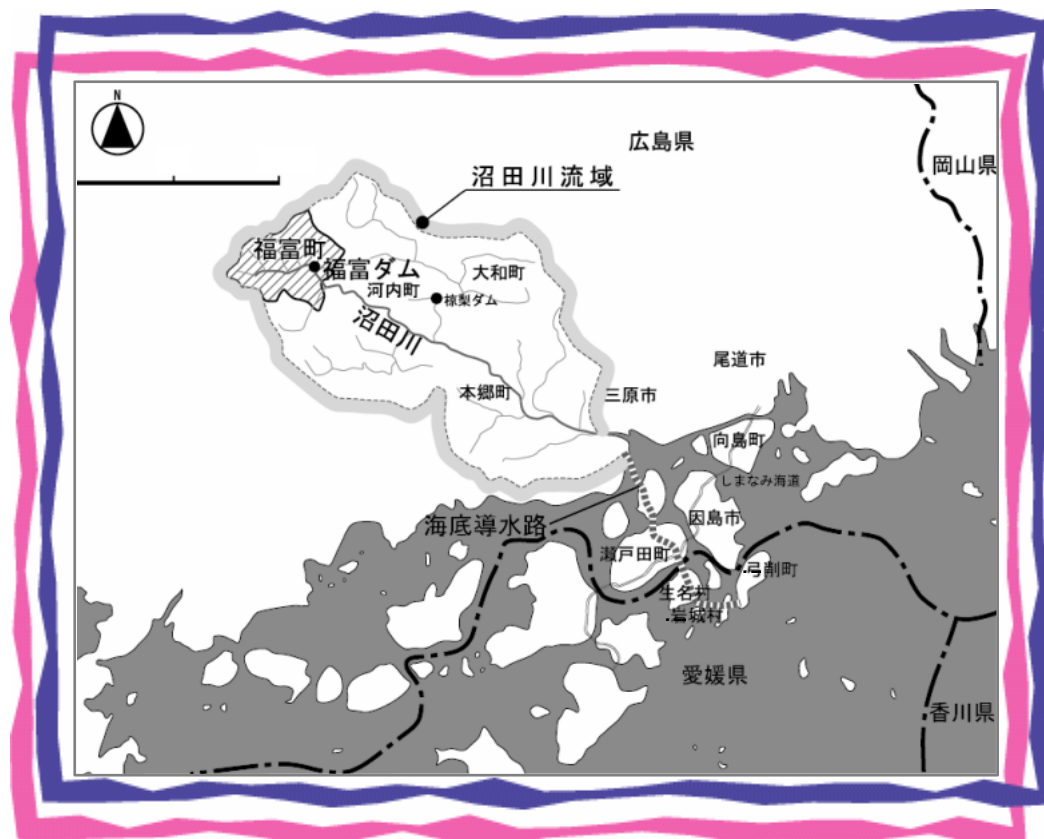 N
広島県
岡山県
沼田川流域
福富町
福富ダム
大和町
河内町
椋梨ダム
沼田川
尾道市
本郷町
三原市
向島町
しまなみ海道
因島市
海底導水路
瀬戸田町
弓削町
生名村
岩城村
愛媛県
香川県